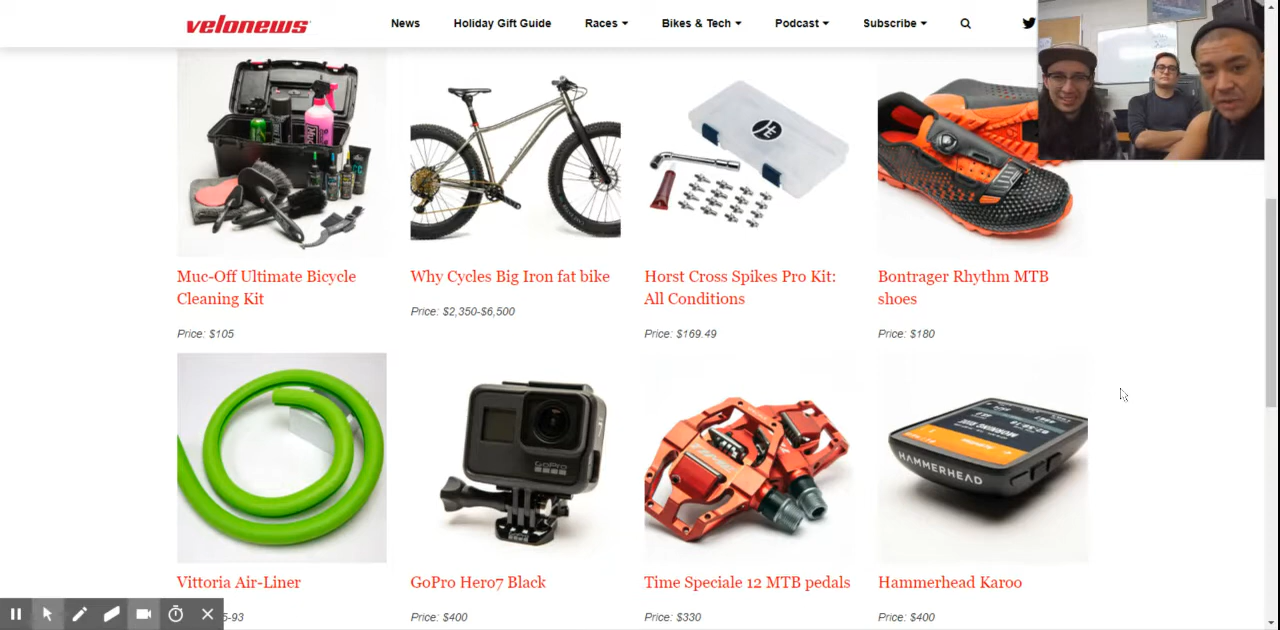 velonews
News
Holiday Gift Guide
Races
Bikes & Tech
Podcast
Subscribe
Muc-Off Ultimate Bicycle
Cleaning Kit
Price: $105
Why Cycles Big Iron fat bike
Price: $2,350-$6,500
Horst Cross Spikes Pro Kit:
All Conditions
Price: $169.49
Bontrager Rhythm MTB
shoes
Price: $180
GoPro
HAMMERHEAD
Vittoria Air-Liner
5-93
GoPro Hero7 Black
Price: $400
Time Speciale 12 MTB pedals
Price: $330
Hammerhead Karoo
Price: $400